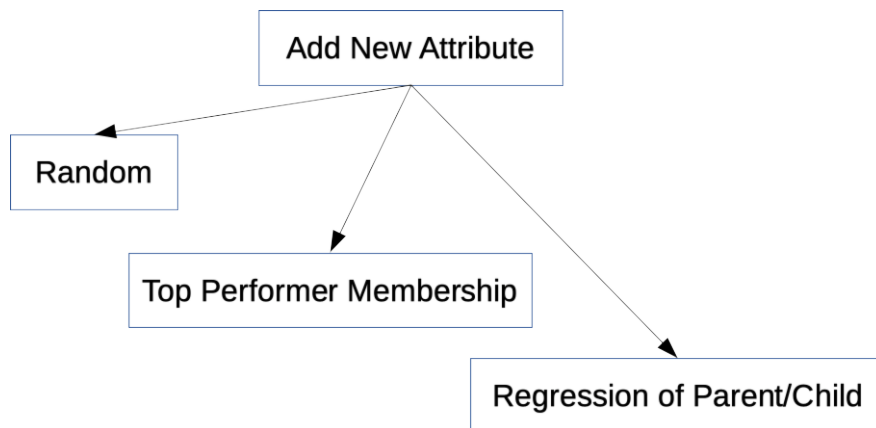 Add New Attribute
Random
Top Performer Membership
Regression of Parent/Child